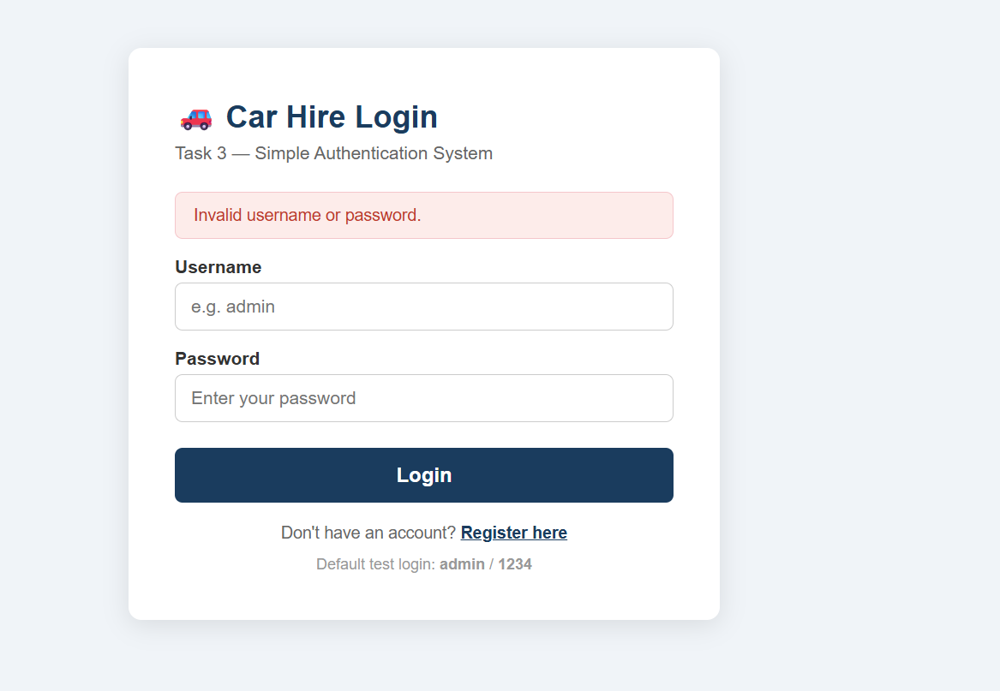 Car Hire Login
Task 3 — Simple Authentication System
Invalid username or password.
Username
e.g. admin
Password
Enter your password
Login
Don't have an account? Register here
Default test login: admin / 1234